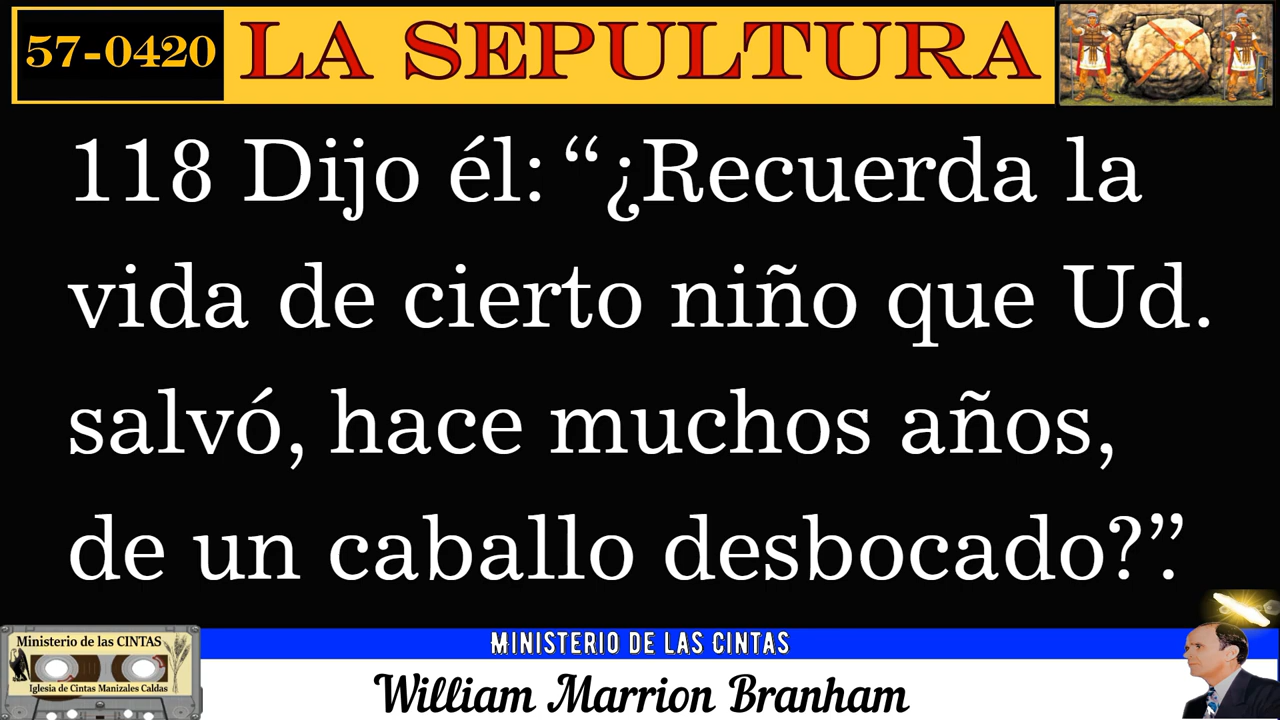 57-0420
LA SEPULTURA
118 Dijo él: “¿Recuerda la
vida de cierto niño que Ud.
salvó, hace muchos años,
de un caballo desbocado?”.
MINISTERIO DE LAS CINTAS
William Marrion Branham
Ministerio de las CINTAS
Iglesia de Cintas Manizales Caldas